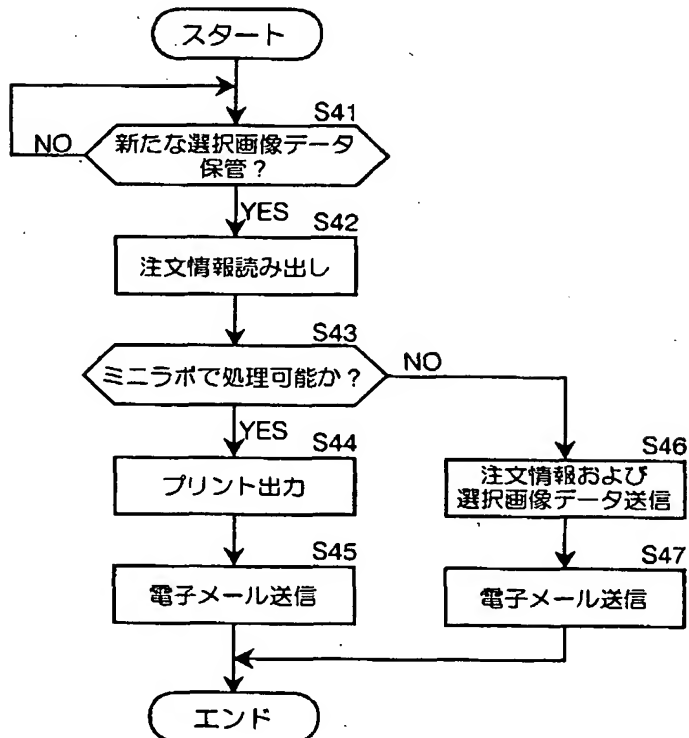 スタート
S41
新たな選択画像データ
保管?
NO
YES
S42
注文情報読み出し
S43
ミニラボで処理可能か?
NO
YES
S44
プリント出力
S46
注文情報および
選択画像データ送信
S45
電子メール送信
S47
電子メール送信
エンド